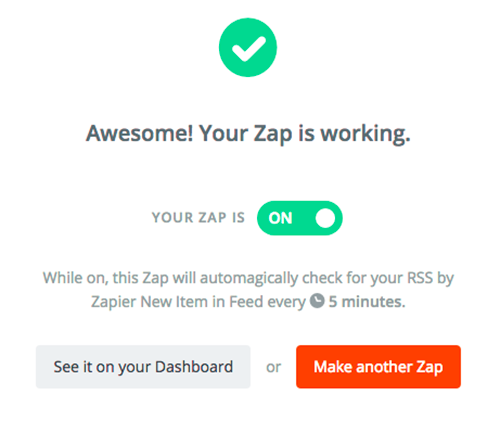 Awesome! Your Zap is working.
YOUR ZAP IS ON
While on, this Zap will automagically check for your RSS by
Zapier New Item in Feed every 5 minutes.
See it on your Dashboard or Make another Zap